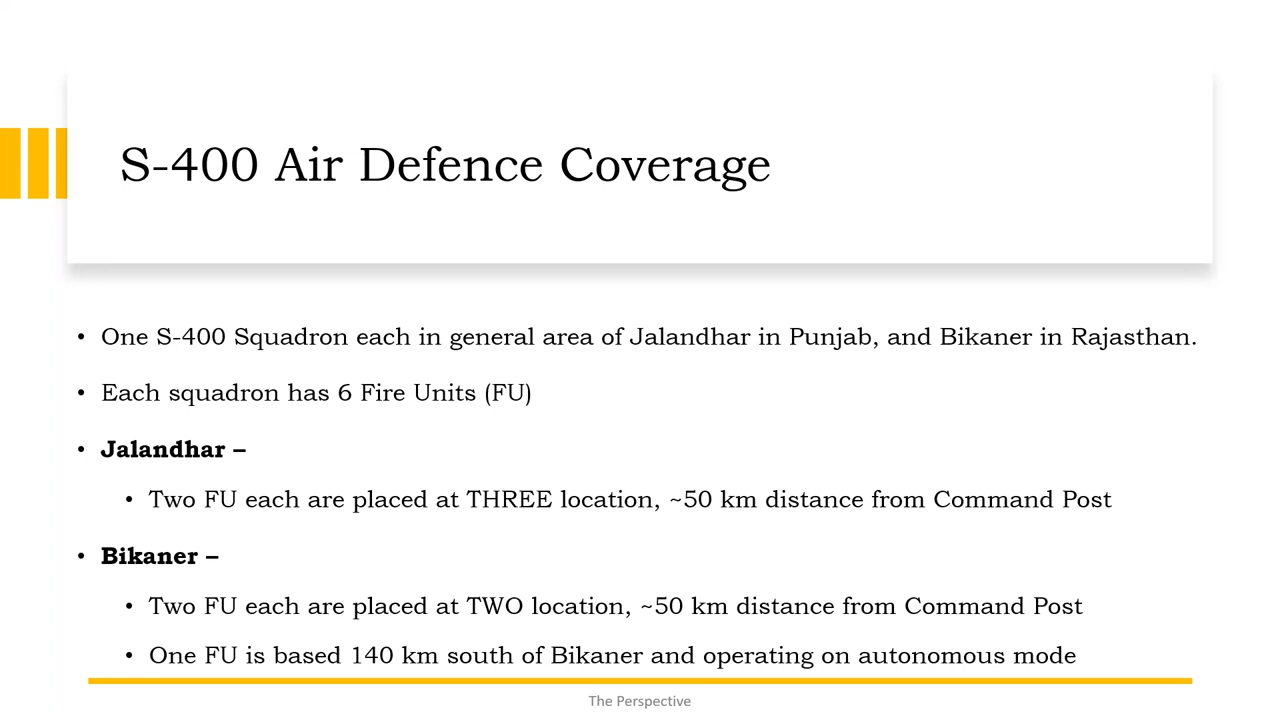 S-400 Air Defence Coverage
• One S-400 Squadron each in general area of Jalandhar in Punjab, and Bikaner in Rajasthan.
• Each squadron has 6 Fire Units (FU)
• Jalandhar –
• Two FU each are placed at THREE location, ~50 km distance from Command Post
• Bikaner –
• Two FU each are placed at TWO location, ~50 km distance from Command Post
• One FU is based 140 km south of Bikaner and operating on autonomous mode
The Perspective